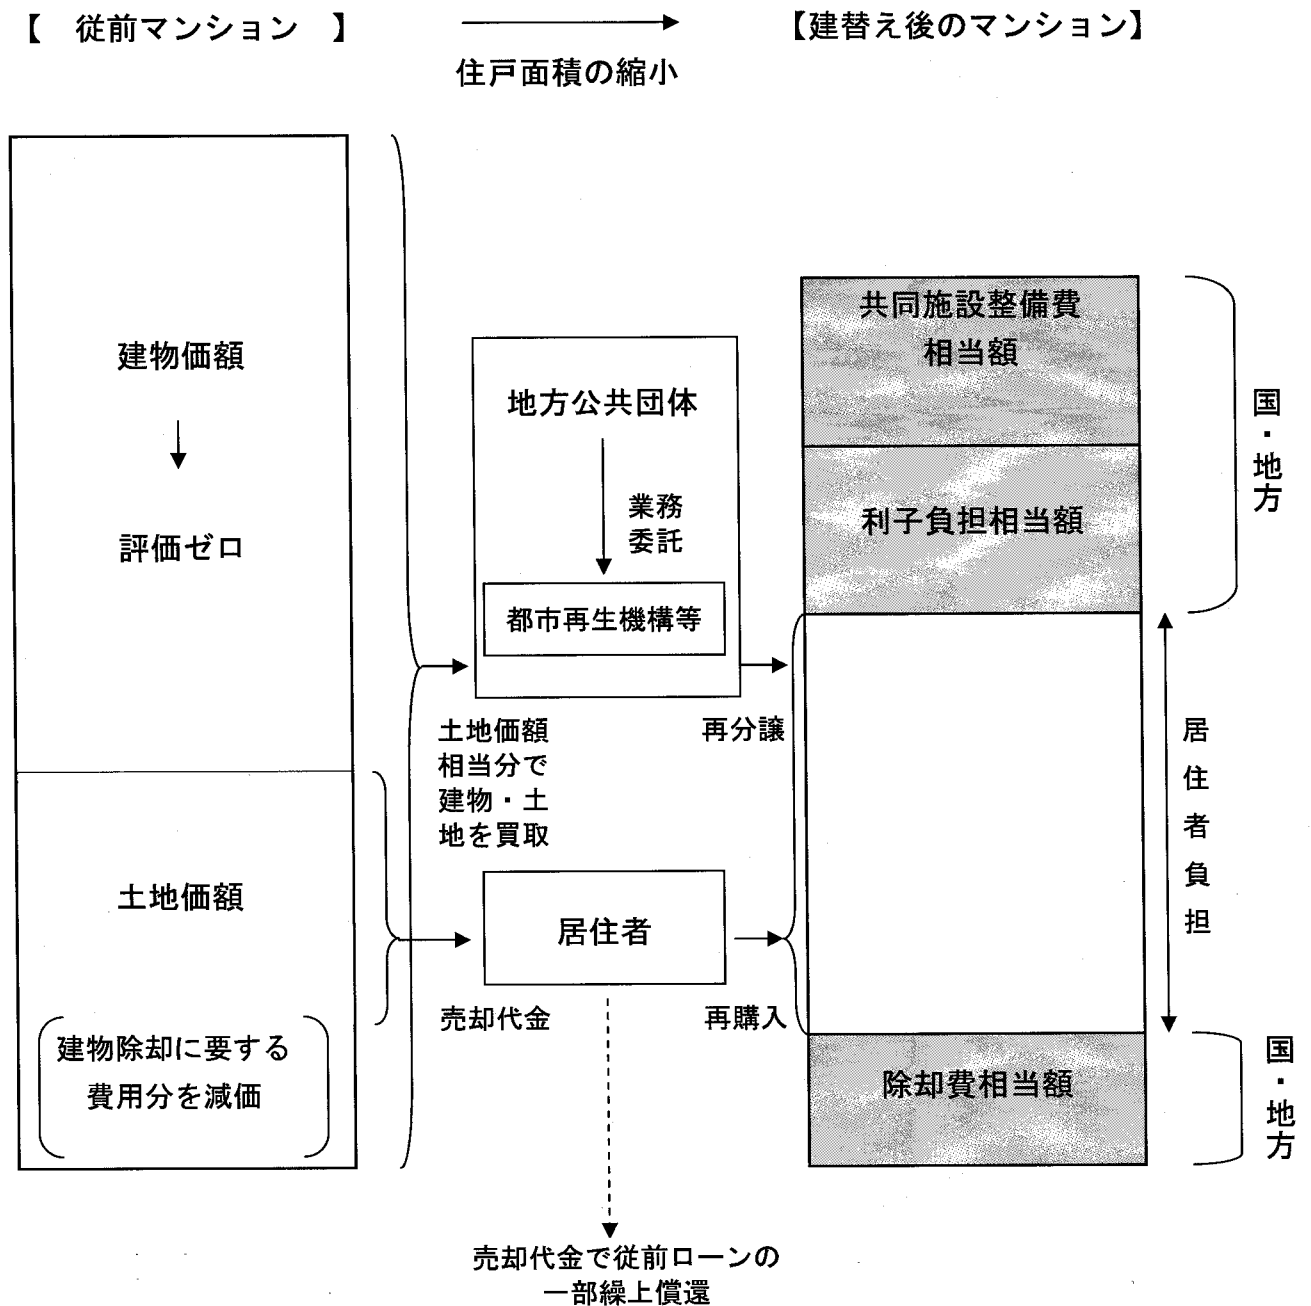 【 従前マンション 】
住戸面積の縮小
【建替え後のマンション】
建物価額
評価ゼロ
土地価額
建物除却に要する
費用分を減価
地方公共団体
業務
委託
都市再生機構等
土地価額
相当分で
建物・土
地を買取
再分譲
居住者
売却代金
再購入
売却代金で従前ローンの
一部繰上償還
共同施設整備費
相当額
利子負担相当額
除却費相当額
国・地方
居住者負担
国・地方